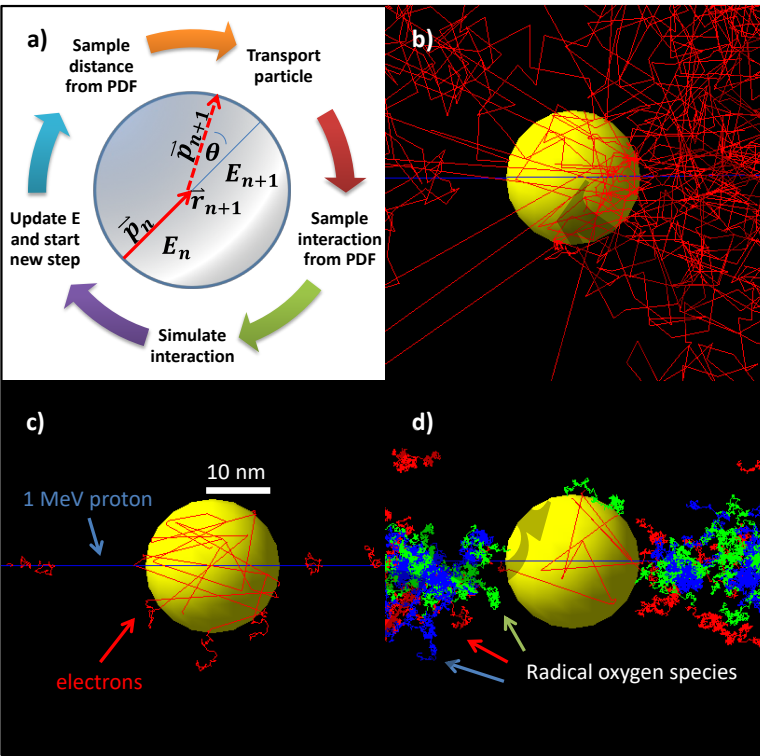 a)
Sample
distance
from PDF
Transport
particle
Sample
interaction
from PDF
Simulate
interaction
Update E
and start
new step
p⃗ₙ
Eₙ
p⃗ₙ₊₁
θ
Eₙ₊₁
r⃗ₙ₊₁
b)
c)
10 nm
1 MeV proton
electrons
d)
Radical oxygen species